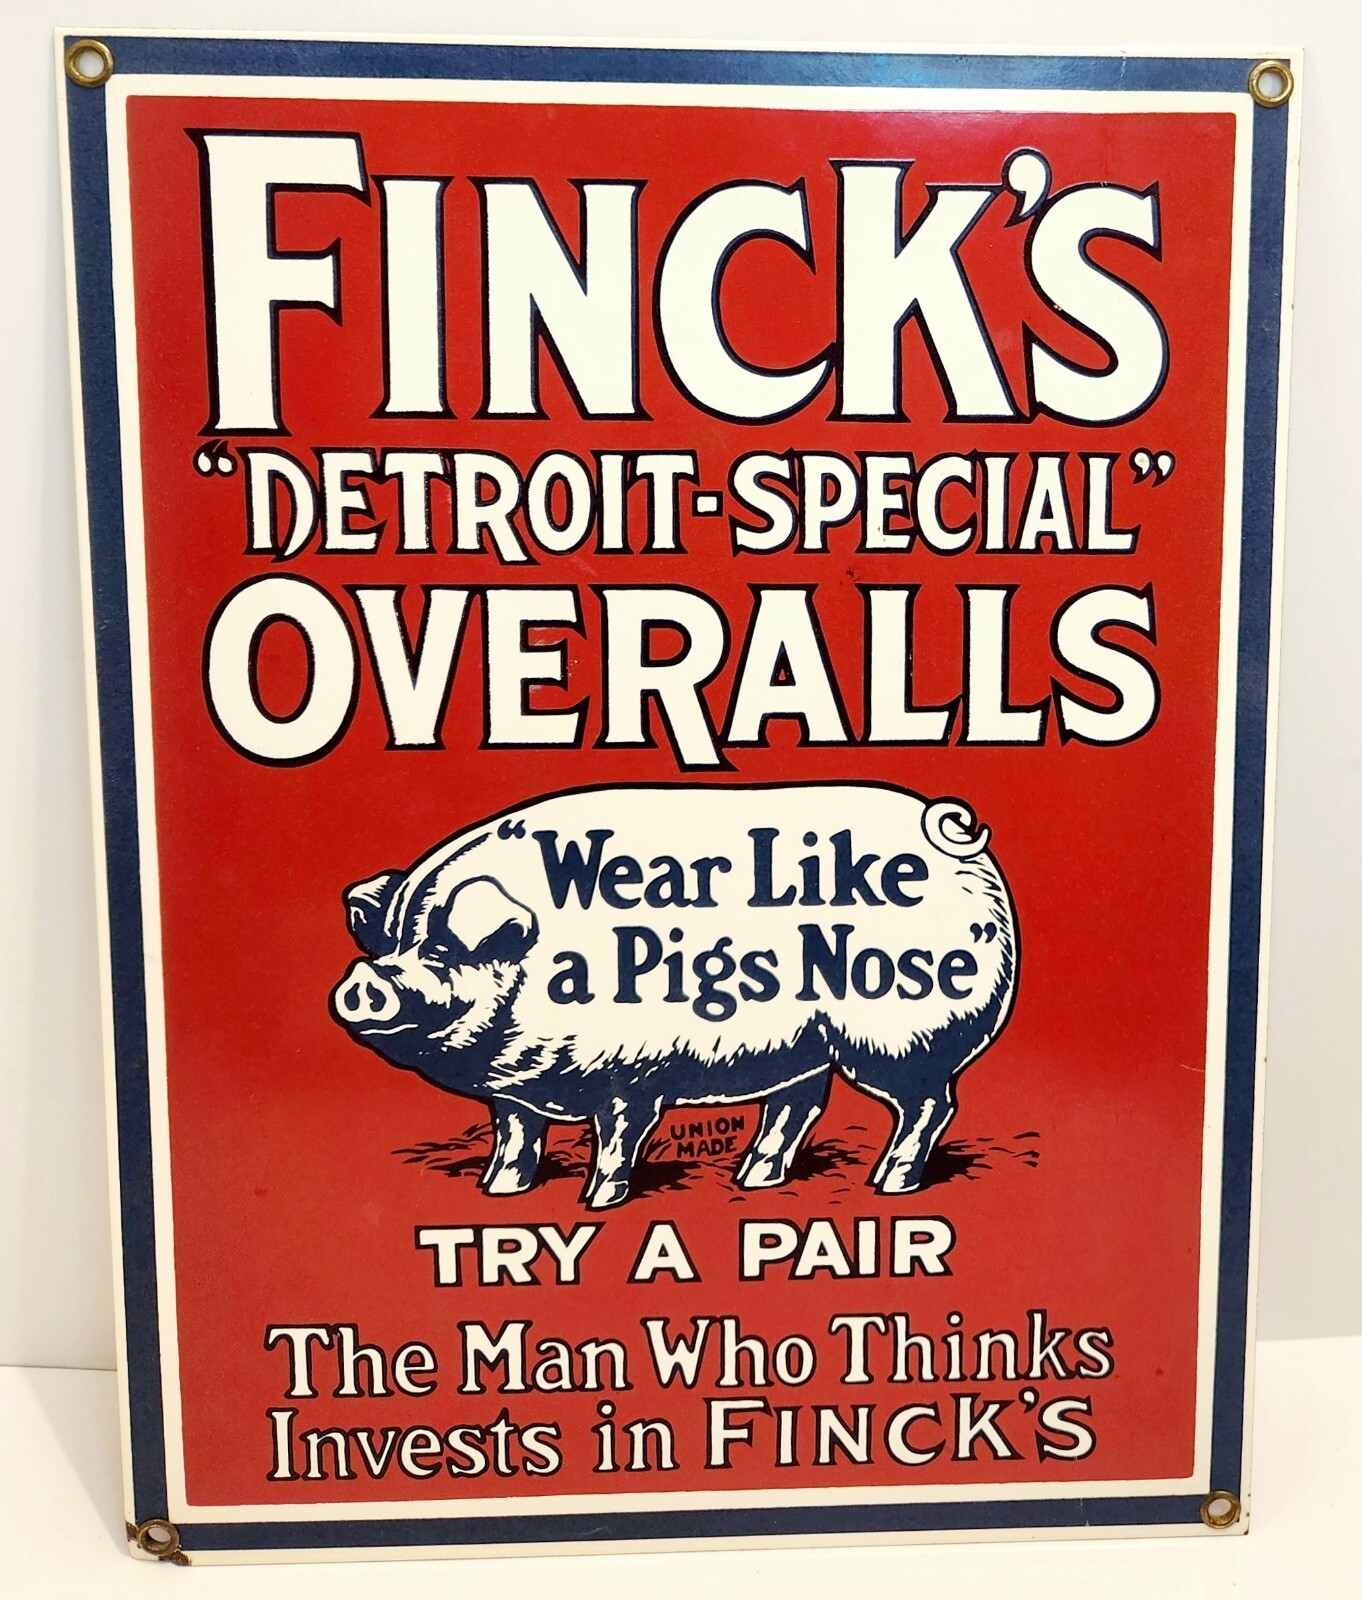 FINCK'S
“DETROIT-SPECIAL”
OVERALLS
“Wear Like
a Pigs Nose”
UNION
MADE
TRY A PAIR
The Man Who Thinks
Invests in FINCK'S